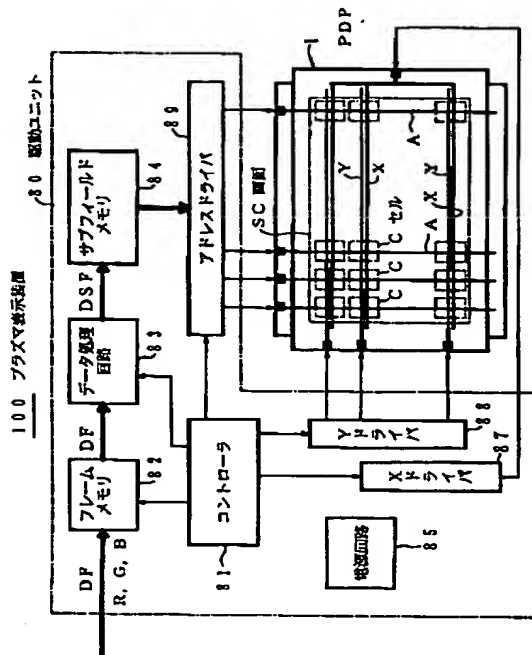 100 プラズマ表示装置
80 駆動ユニット
DF
R, G, B
フレーム
メモリ
82
DF
データ処理
回路
83
DSF
サブフィールド
メモリ
84
コントローラ
81
アドレスドライバ
89
SC 画面
Y
X
A
C セル
C
C
A
Y
X
X
1
PDP
Yドライバ
88
Xドライバ
87
電源回路
85